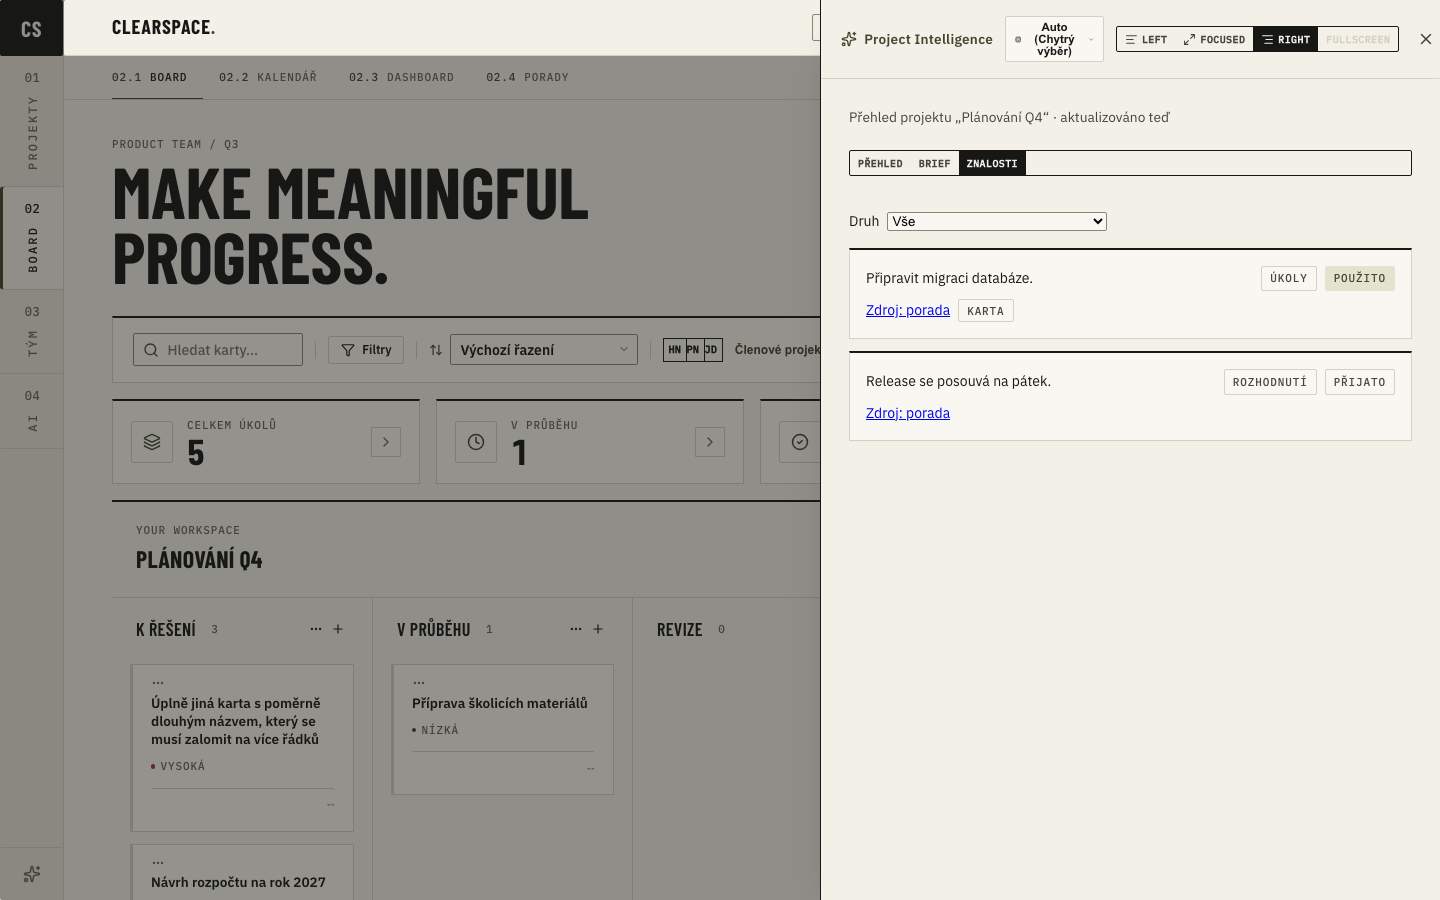 CS
CLEARSPACE.
01
PROJEKTY
02
BOARD
03
TÝM
04
AI
02.1 BOARD
02.2 KALENDÁŘ
02.3 DASHBOARD
02.4 PORADY
PRODUCT TEAM / Q3
MAKE MEANINGFUL
PROGRESS.
Hledat karty...
Filtry
Výchozí řazení
HN
PN
JD
Členové projek
CELKEM ÚKOLŮ
5
V PRŮBĚHU
1
YOUR WORKSPACE
PLÁNOVÁNÍ Q4
K ŘEŠENÍ 3
V PRŮBĚHU 1
REVIZE 0
Úplně jiná karta s poměrně
dlouhým názvem, který se
musí zalomit na více řádků
VYSOKÁ
--
Návrh rozpočtu na rok 2027
Příprava školicích materiálů
NÍZKÁ
--
Project Intelligence
Auto
(Chytrý
výběr)
LEFT
FOCUSED
RIGHT
FULLSCREEN
Přehled projektu „Plánování Q4“ · aktualizováno teď
PŘEHLED
BRIEF
ZNALOSTI
Druh
Vše
Připravit migraci databáze.
ÚKOLY
POUŽITO
Zdroj: porada
KARTA
Release se posouvá na pátek.
ROZHODNUTÍ
PŘIJATO
Zdroj: porada